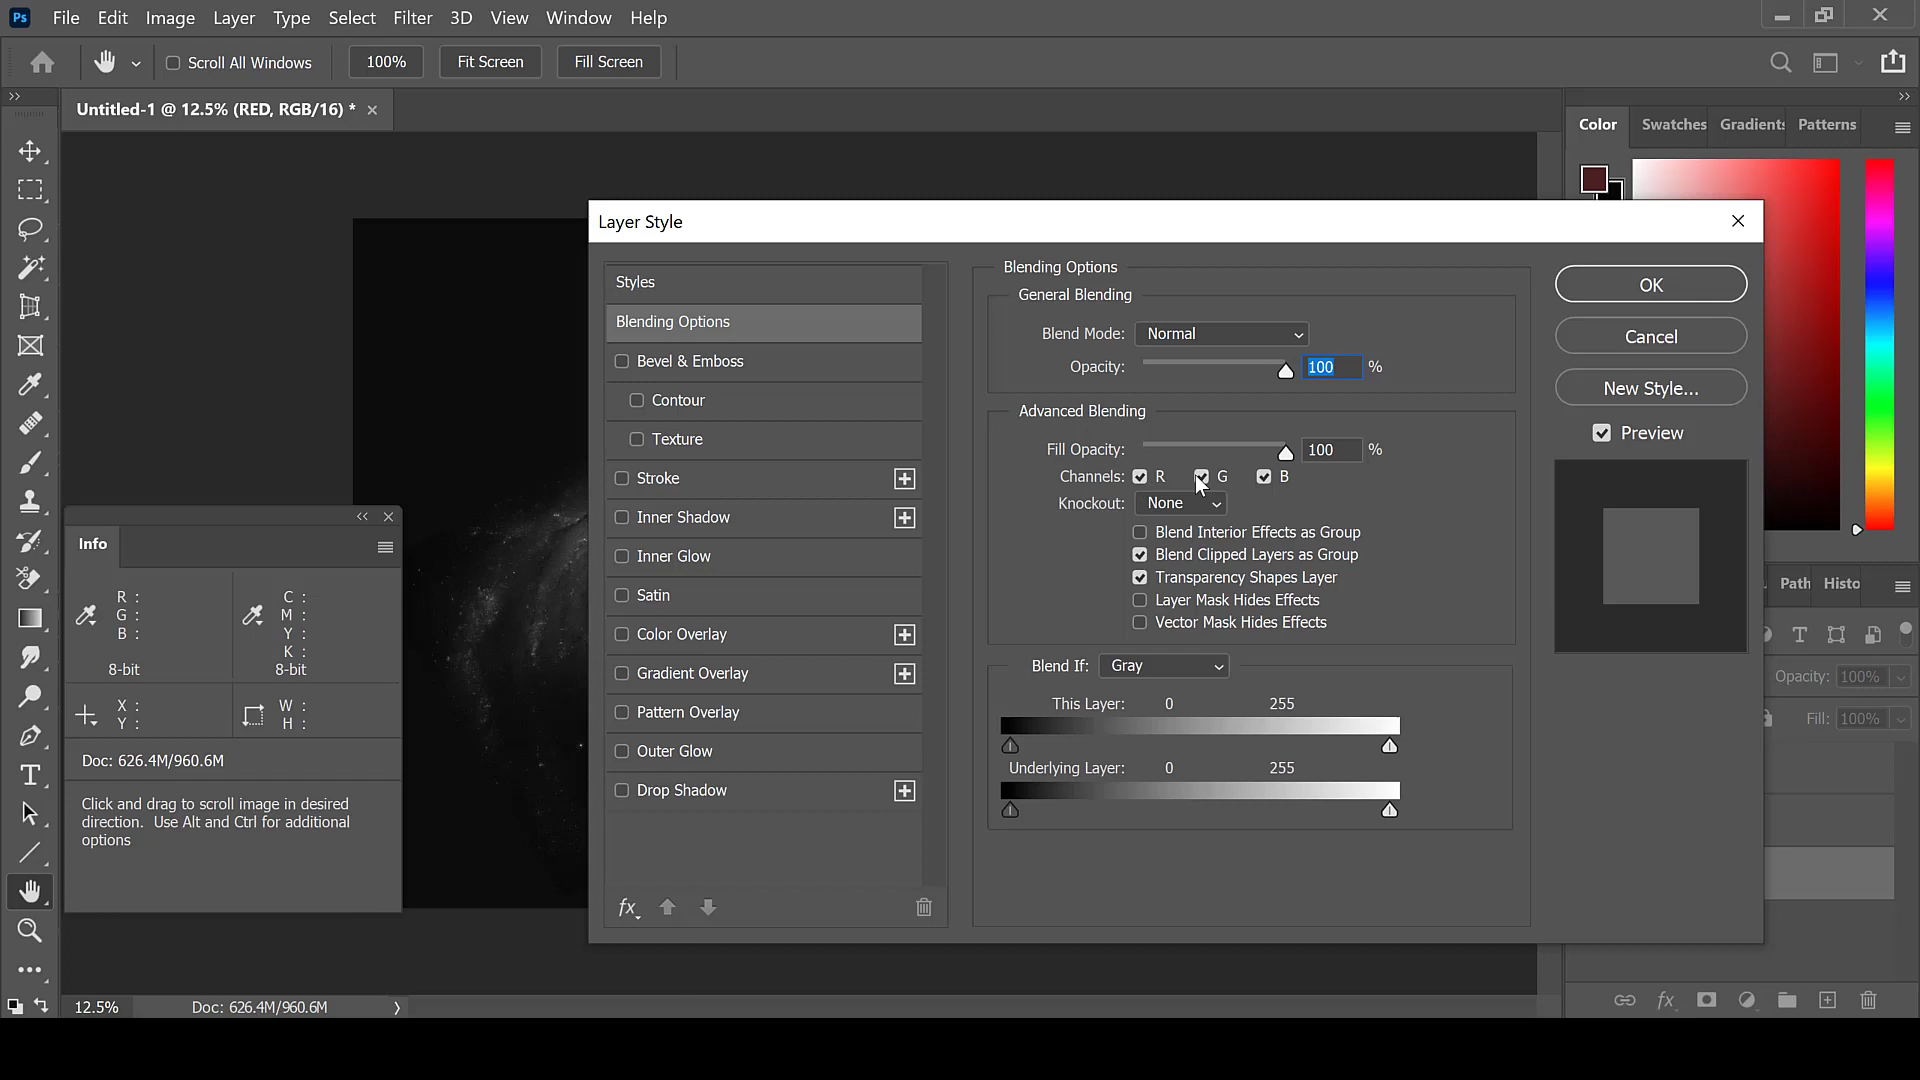 Ps File Edit Image Layer Type Select Filter 3D View Window Help
Scroll All Windows 100% Fit Screen Fill Screen
Untitled-1 @ 12.5% (RED, RGB/16) * ×
Color Swatches Gradients Patterns
Layer Style
Styles
Blending Options
Bevel & Emboss
Contour
Texture
Stroke
Inner Shadow
Inner Glow
Satin
Color Overlay
Gradient Overlay
Pattern Overlay
Outer Glow
Drop Shadow
fx
Blending Options
General Blending
Blend Mode: Normal
Opacity: 100 %
Advanced Blending
Fill Opacity: 100 %
Channels: R G B
Knockout: None
Blend Interior Effects as Group
Blend Clipped Layers as Group
Transparency Shapes Layer
Layer Mask Hides Effects
Vector Mask Hides Effects
Blend If: Gray
This Layer: 0 255
Underlying Layer: 0 255
OK
Cancel
New Style...
Preview
Info
R :
G :
B :
8-bit
C :
M :
Y :
K :
8-bit
X :
Y :
W :
H :
Doc: 626.4M/960.6M
Click and drag to scroll image in desired
direction. Use Alt and Ctrl for additional
options
Path Histo
Opacity: 100%
Fill: 100%
fx
12.5% Doc: 626.4M/960.6M